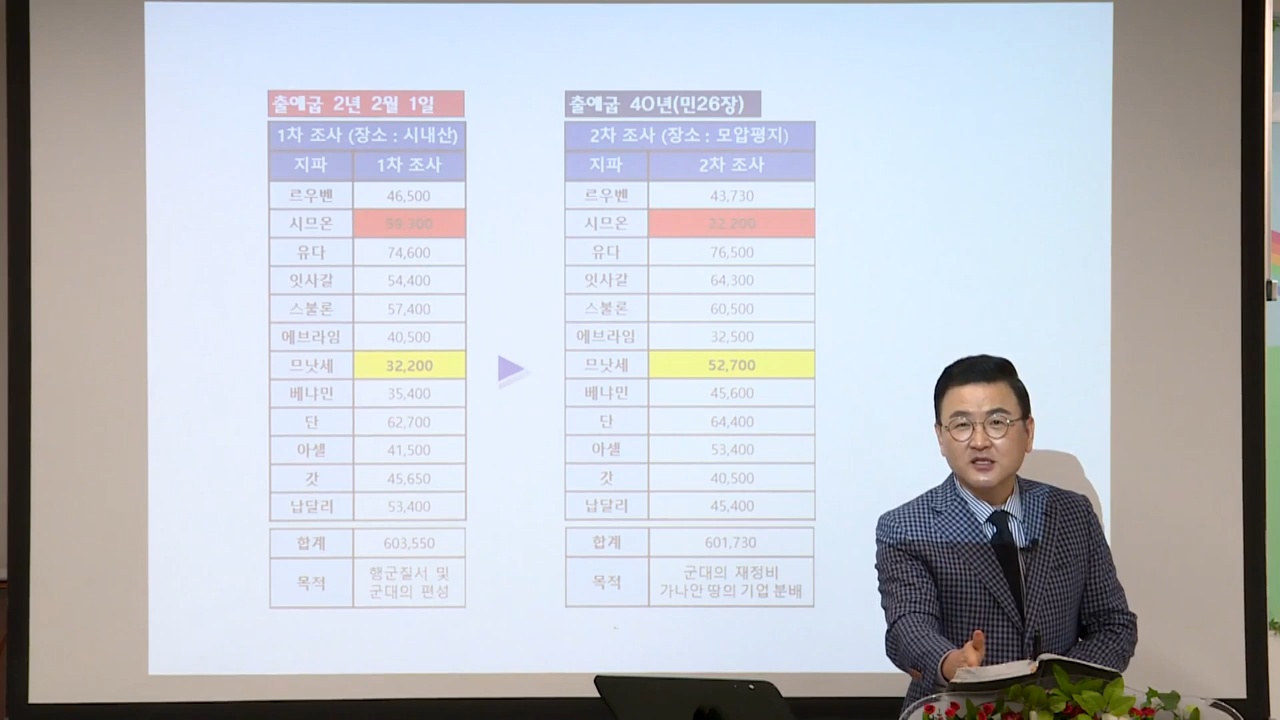 출애굽 2년 2월 1일
1차 조사 (장소 : 시내산)
지파 1차 조사
르우벤 46,500
시므온 59,300
유다 74,600
잇사갈 54,400
스불론 57,400
에브라임 40,500
므낫세 32,200
베냐민 35,400
단 62,700
아셀 41,500
갓 45,650
납달리 53,400
합계 603,550
목적 행군질서 및
군대의 편성
출애굽 40년(민26장)
2차 조사 (장소 : 모압평지)
지파 2차 조사
르우벤 43,730
시므온 22,200
유다 76,500
잇사갈 64,300
스불론 60,500
에브라임 32,500
므낫세 52,700
베냐민 45,600
단 64,400
아셀 53,400
갓 40,500
납달리 45,400
합계 601,730
목적 군대의 재정비
가나안 땅의 기업 분배